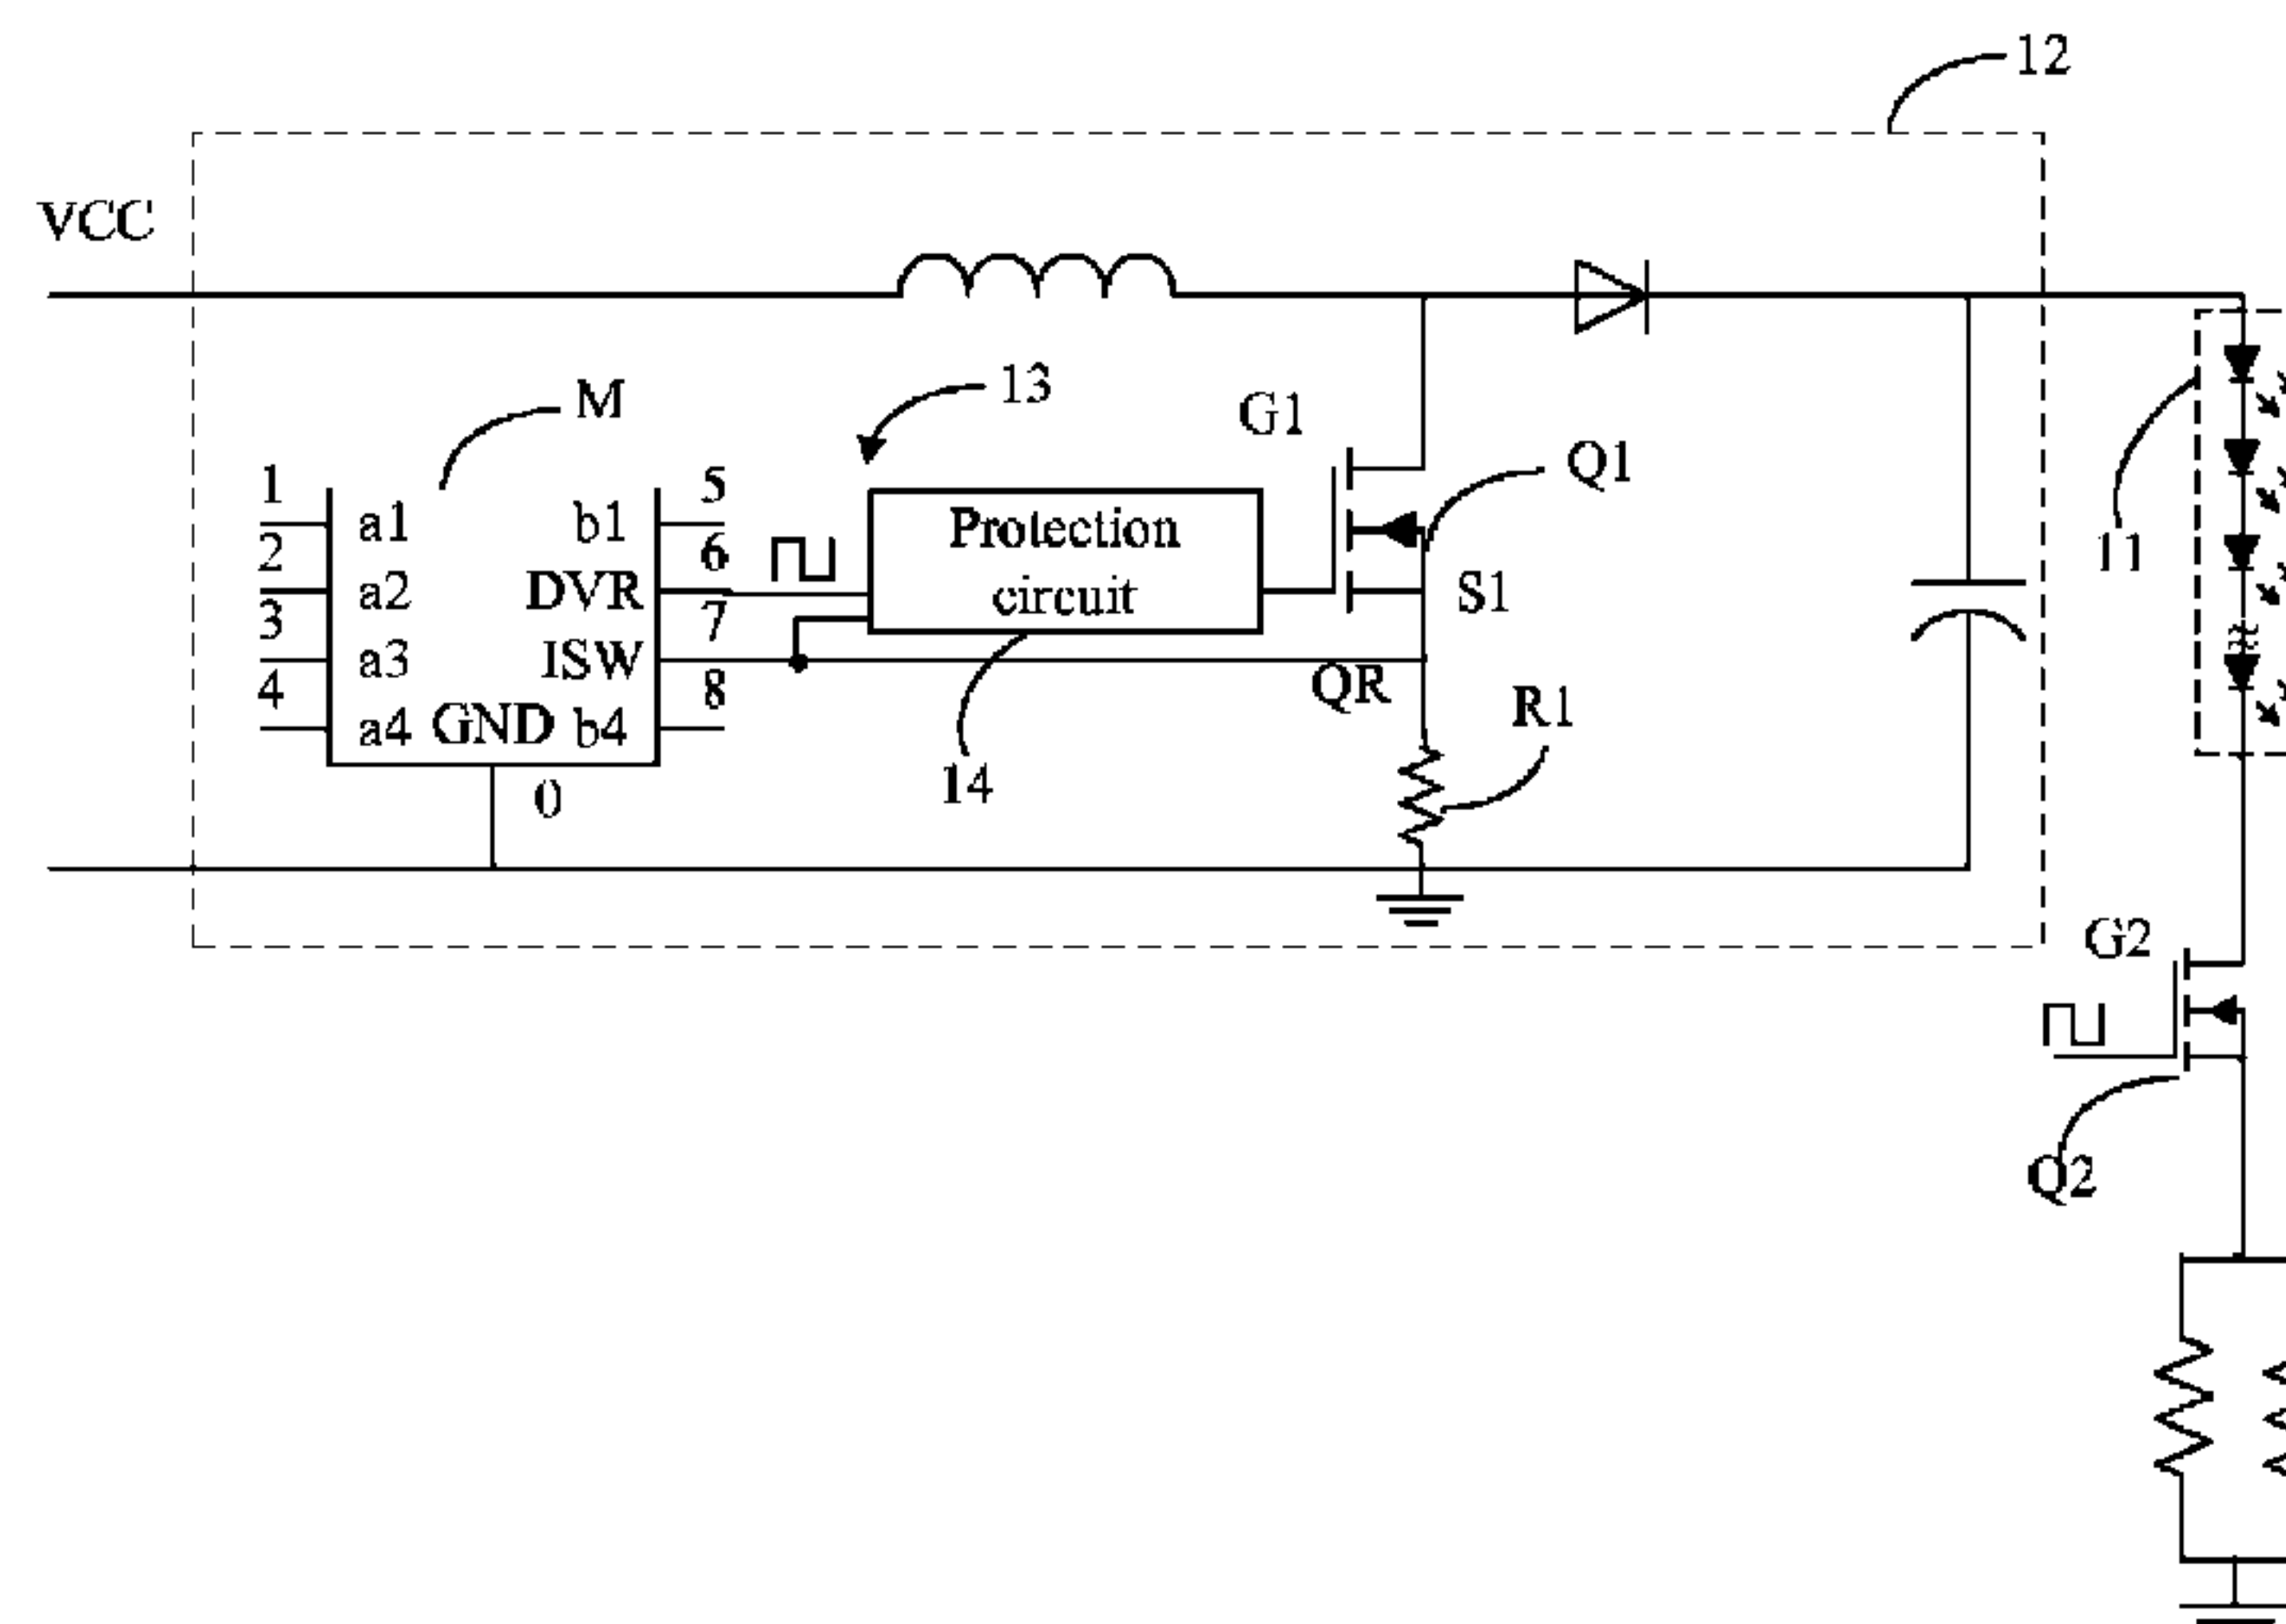 12
VCC
13
M
G1
Q1
1
a1
b1
5
Protection
circuit
2
a2
DVR
6
S1
11
3
a3
ISW
7
QR
R1
4
a4
GND
b4
8
14
0
G2
Q2